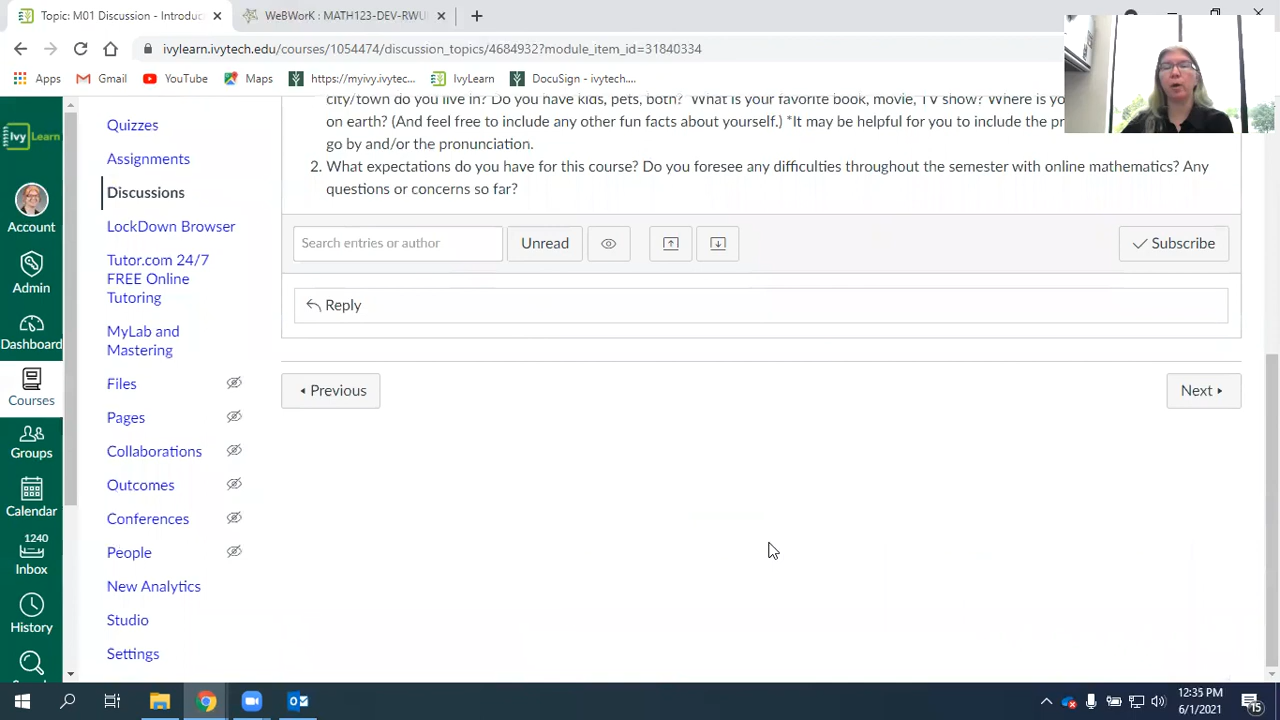 Topic: M01 Discussion - Introduc
WeBWorK : MATH123-DEV-RWU
ivylearn.ivytech.edu/courses/1054474/discussion_topics/4684932?module_item_id=31840334
Apps
Gmail
YouTube
Maps
https://myivy.ivytec...
IvyLearn
DocuSign - ivytech....
Ivy Learn
Account
Admin
Dashboard
Courses
Groups
Calendar
1240
Inbox
History
Quizzes
Assignments
Discussions
LockDown Browser
Tutor.com 24/7
FREE Online
Tutoring
MyLab and
Mastering
Files
Pages
Collaborations
Outcomes
Conferences
People
New Analytics
Studio
Settings
city/town do you live in? Do you have kids, pets, both? What is your favorite book, movie, TV show? Where is yo
on earth? (And feel free to include any other fun facts about yourself.) *It may be helpful for you to include the pr
go by and/or the pronunciation.
2. What expectations do you have for this course? Do you foresee any difficulties throughout the semester with online mathematics? Any
questions or concerns so far?
Search entries or author
Unread
Subscribe
Reply
Previous
Next
12:35 PM
6/1/2021
15